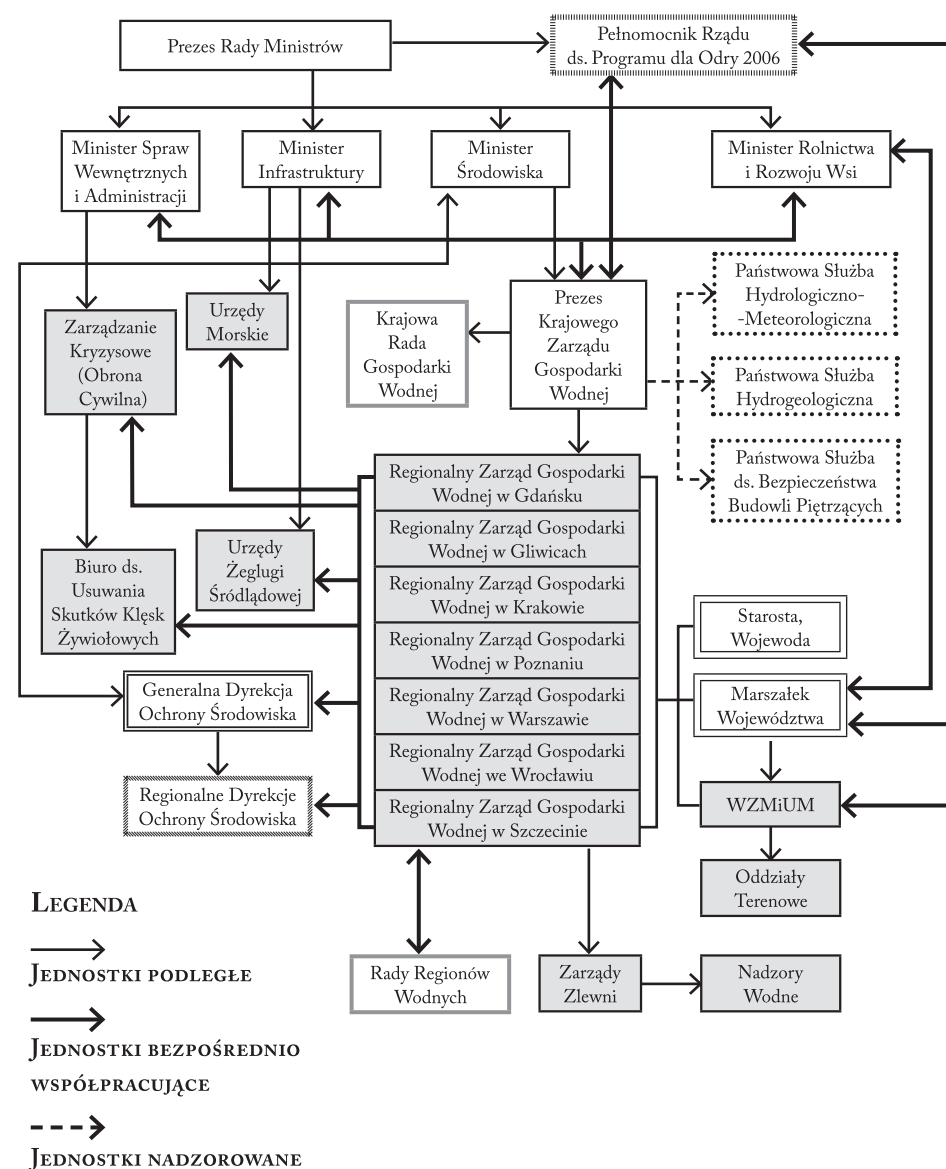 Prezes Rady Ministrów
Pełnomocnik Rządu
ds. Programu dla Odry 2006
Minister Spraw
Wewnętrznych
i Administracji
Minister
Infrastruktury
Minister
Środowiska
Minister Rolnictwa
i Rozwoju Wsi
Zarządzanie
Kryzysowe
(Obrona
Cywilna)
Urzędy
Morskie
Krajowa
Rada
Gospodarki
Wodnej
Prezes
Krajowego
Zarządu
Gospodarki
Wodnej
Państwowa Służba
Hydrologiczno-
-Meteorologiczna
Państwowa Służba
Hydrogeologiczna
Państwowa Służba
ds. Bezpieczeństwa
Budowli Piętrzących
Regionalny Zarząd Gospodarki
Wodnej w Gdańsku
Regionalny Zarząd Gospodarki
Wodnej w Gliwicach
Regionalny Zarząd Gospodarki
Wodnej w Krakowie
Regionalny Zarząd Gospodarki
Wodnej w Poznaniu
Regionalny Zarząd Gospodarki
Wodnej w Warszawie
Regionalny Zarząd Gospodarki
Wodnej we Wrocławiu
Regionalny Zarząd Gospodarki
Wodnej w Szczecinie
Biuro ds.
Usuwania
Skutków Klęsk
Żywiołowych
Urzędy
Żeglugi
Śródlądowej
Generalna Dyrekcja
Ochrony Środowiska
Regionalne Dyrekcje
Ochrony Środowiska
Starosta,
Wojewoda
Marszałek
Województwa
WZMiUM
Oddziały
Terenowe
Rady Regionów
Wodnych
Zarządy
Zlewni
Nadzory
Wodne
Legenda
Jednostki podległe
Jednostki bezpośrednio
współpracujące
Jednostki nadzorowane